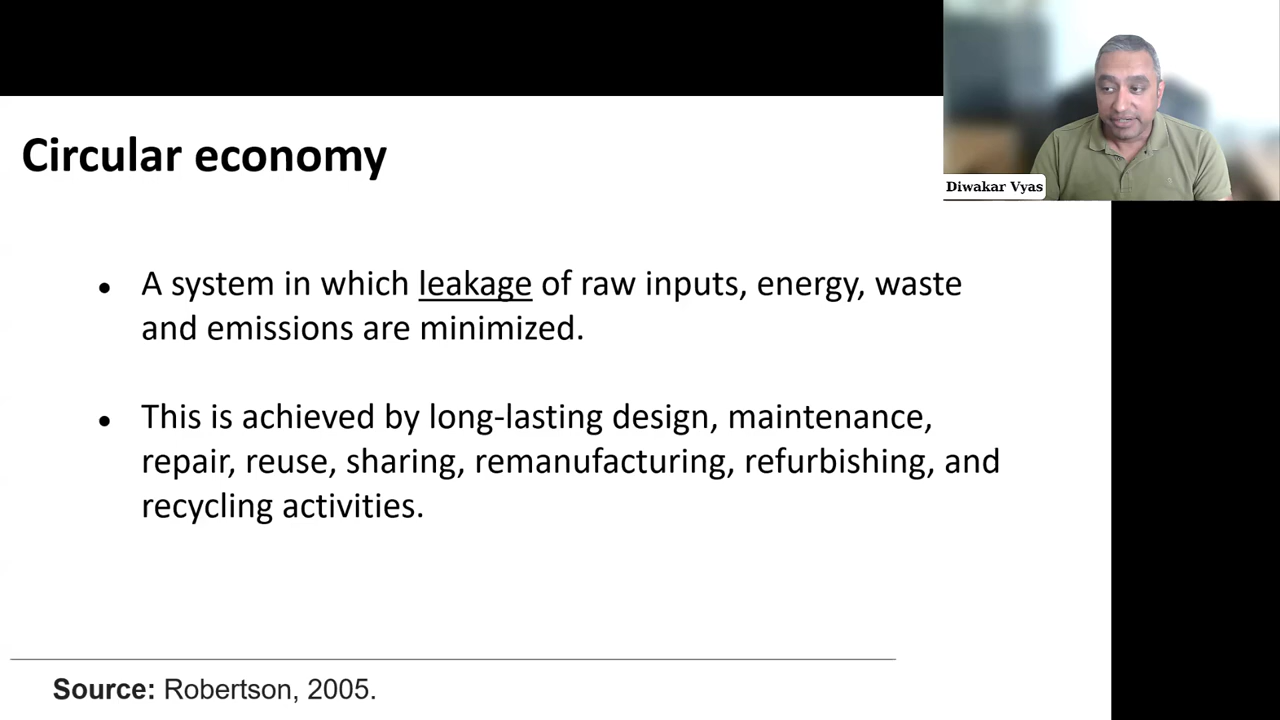 Circular economy
Diwakar Vyas
• A system in which leakage of raw inputs, energy, waste
and emissions are minimized.
• This is achieved by long-lasting design, maintenance,
repair, reuse, sharing, remanufacturing, refurbishing, and
recycling activities.
Source: Robertson, 2005.